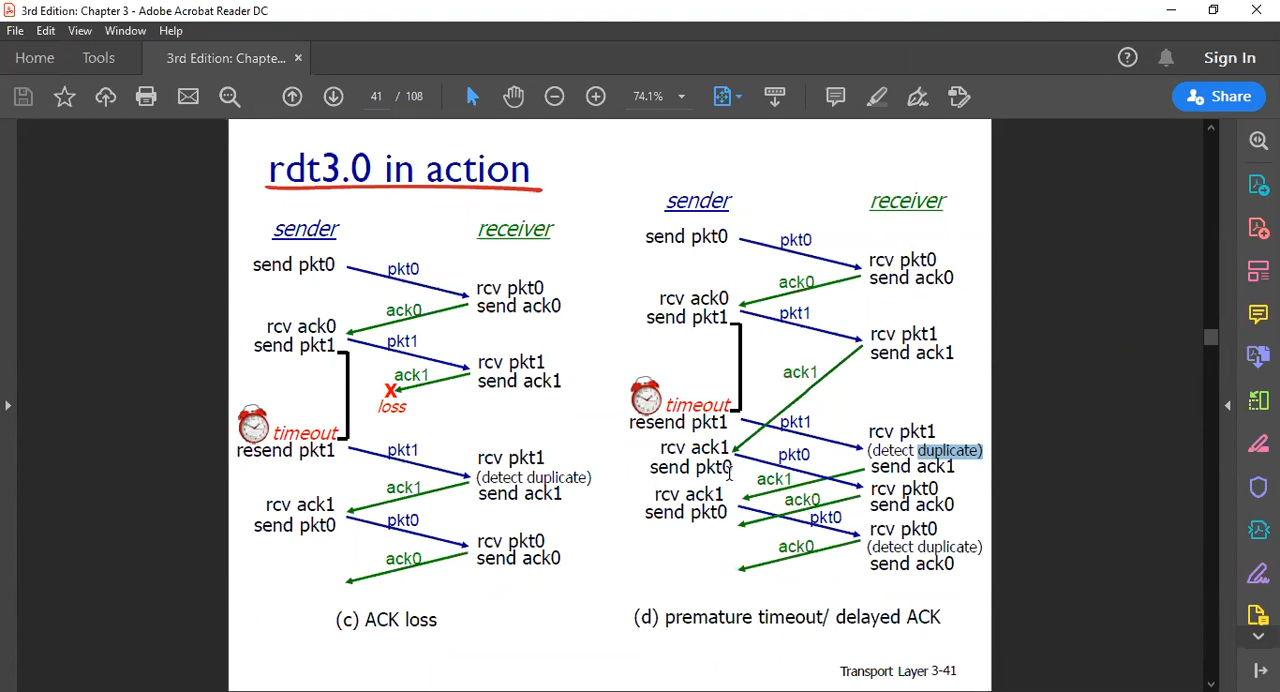 3rd Edition: Chapter 3 - Adobe Acrobat Reader DC
File Edit View Window Help
Home Tools 3rd Edition: Chapte... × Sign In
41 / 108 74.1% Share
rdt3.0 in action
sender receiver
send pkt0
pkt0
rcv pkt0
send ack0
ack0
rcv ack0
send pkt1
pkt1
rcv pkt1
send ack1
ack1
X
loss
timeout
resend pkt1
pkt1
rcv pkt1
(detect duplicate)
send ack1
ack1
rcv ack1
send pkt0
pkt0
rcv pkt0
send ack0
ack0
(c) ACK loss
sender receiver
send pkt0
pkt0
rcv pkt0
send ack0
ack0
rcv ack0
send pkt1
pkt1
rcv pkt1
send ack1
ack1
timeout
resend pkt1
pkt1
rcv pkt1
(detect duplicate)
send ack1
rcv ack1
send pkt0
pkt0
ack1
rcv pkt0
send ack0
rcv ack1
send pkt0
ack0
pkt0
rcv pkt0
(detect duplicate)
send ack0
ack0
(d) premature timeout/ delayed ACK
Transport Layer 3-41